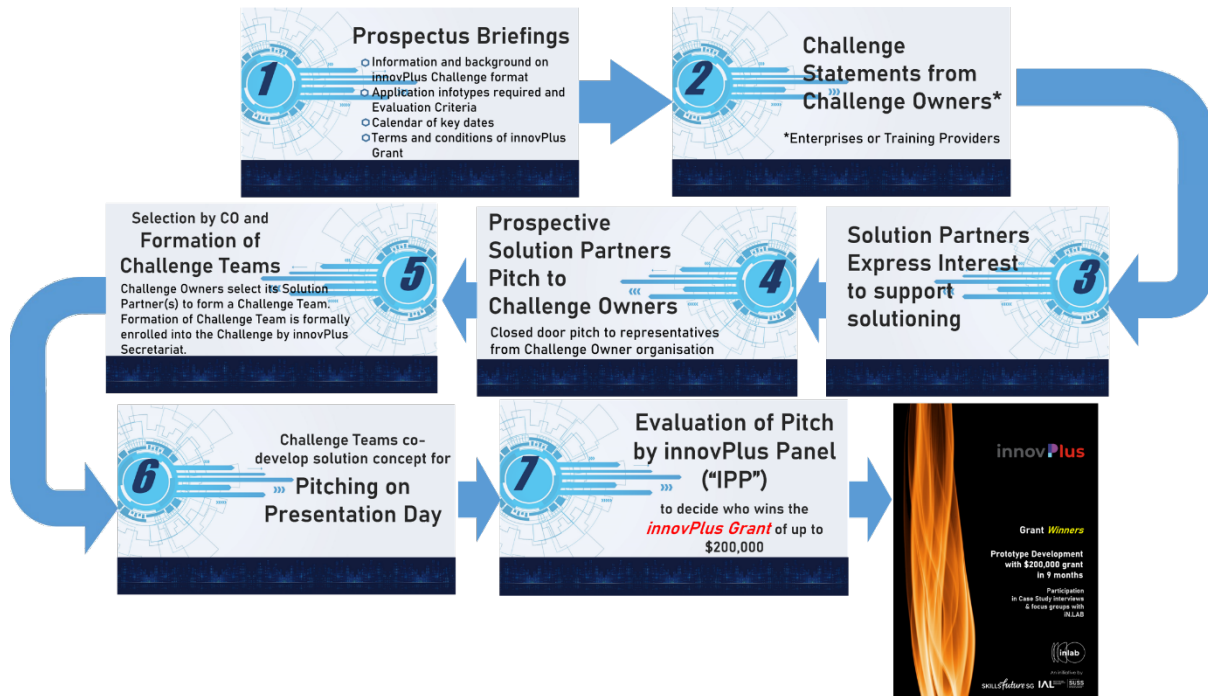 1
Prospectus Briefings
Information and background on
innovPlus Challenge format
Application infotypes required and
Evaluation Criteria
Calendar of key dates
Terms and conditions of innovPlus
Grant
2
Challenge
Statements from
Challenge Owners*
*Enterprises or Training Providers
3
Solution Partners
Express Interest
to support
solutioning
4
Prospective
Solution Partners
Pitch to
Challenge Owners
Closed door pitch to representatives
from Challenge Owner organisation
5
Selection by CO and
Formation of
Challenge Teams
Challenge Owners select its Solution
Partner(s) to form a Challenge Team.
Formation of Challenge Team is formally
enrolled into the Challenge by innovPlus
Secretariat.
6
Challenge Teams co-
develop solution concept for
Pitching on
Presentation Day
7
Evaluation of Pitch
by innovPlus Panel
("IPP")
to decide who wins the
innovPlus Grant of up to
$200,000
innovPlus
Grant Winners
Prototype Development
with $200,000 grant
in 9 months
Participation
in Case Study interviews
& focus groups with
iN.LAB
inlab
An initiative by
SKILLSfuture SG IAL SUSS